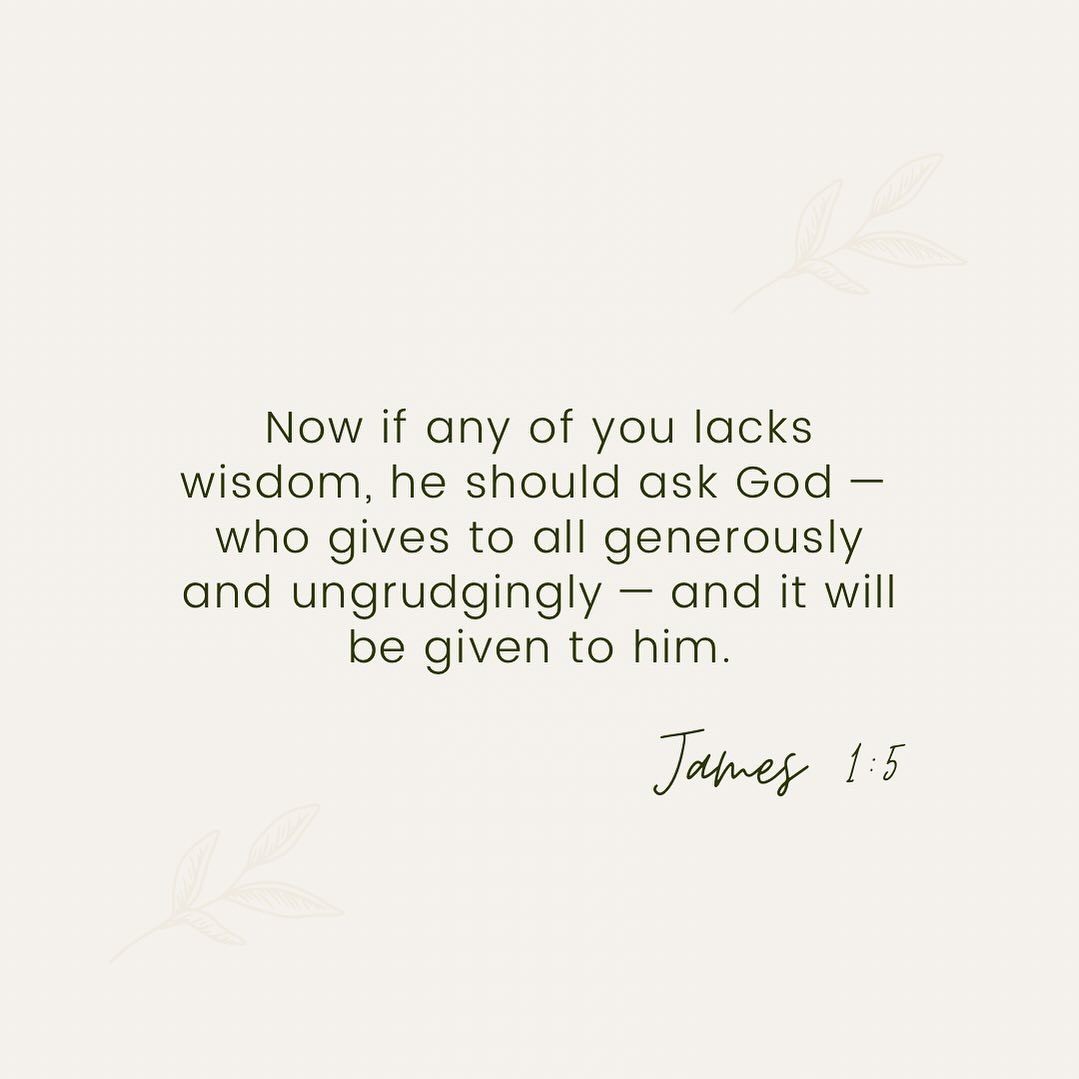 Now if any of you lacks
wisdom, he should ask God —
who gives to all generously
and ungrudgingly — and it will
be given to him.
James 1:5